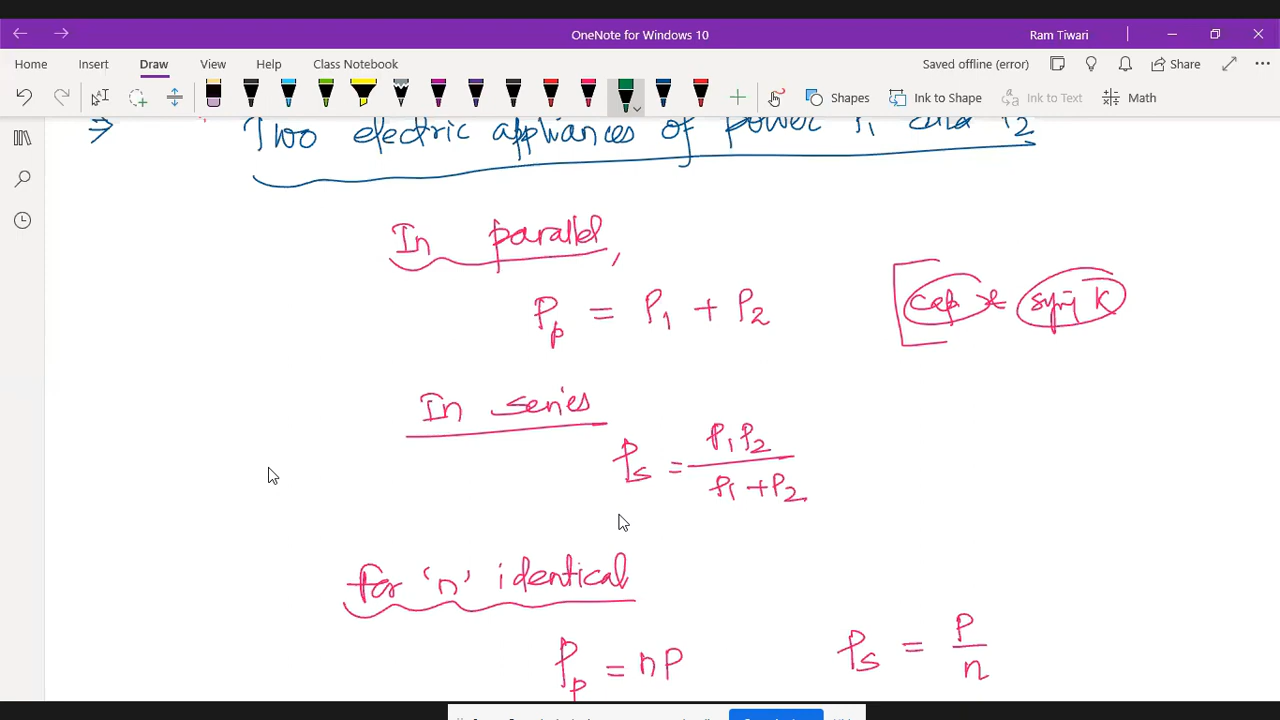 OneNote for Windows 10
Ram Tiwari
Home Insert Draw View Help Class Notebook
Saved offline (error)
Share
Shapes Ink to Shape Ink to Text Math
⇒ Two electric appliances of power P1 and P2
In parallel,
Pp = P1 + P2
[cap * spring K
In series
Ps = P1P2 / P1+P2
for 'n' identical
Pp = nP
Ps = P / n